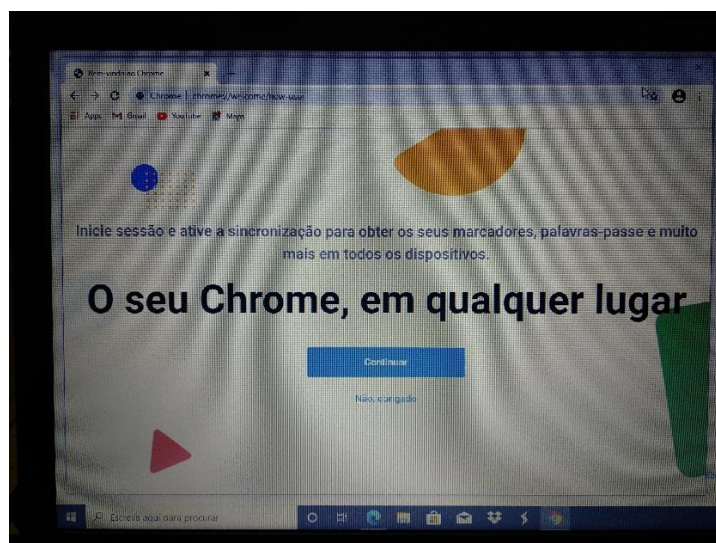 Bem-vindo ao Chrome
Chrome | chrome://welcome/new-user
Apps Gmail YouTube Maps
Inicie sessão e ative a sincronização para obter os seus marcadores, palavras-passe e muito
mais em todos os dispositivos.
O seu Chrome, em qualquer lugar
Continuar
Não, obrigado
Escreva aqui para procurar